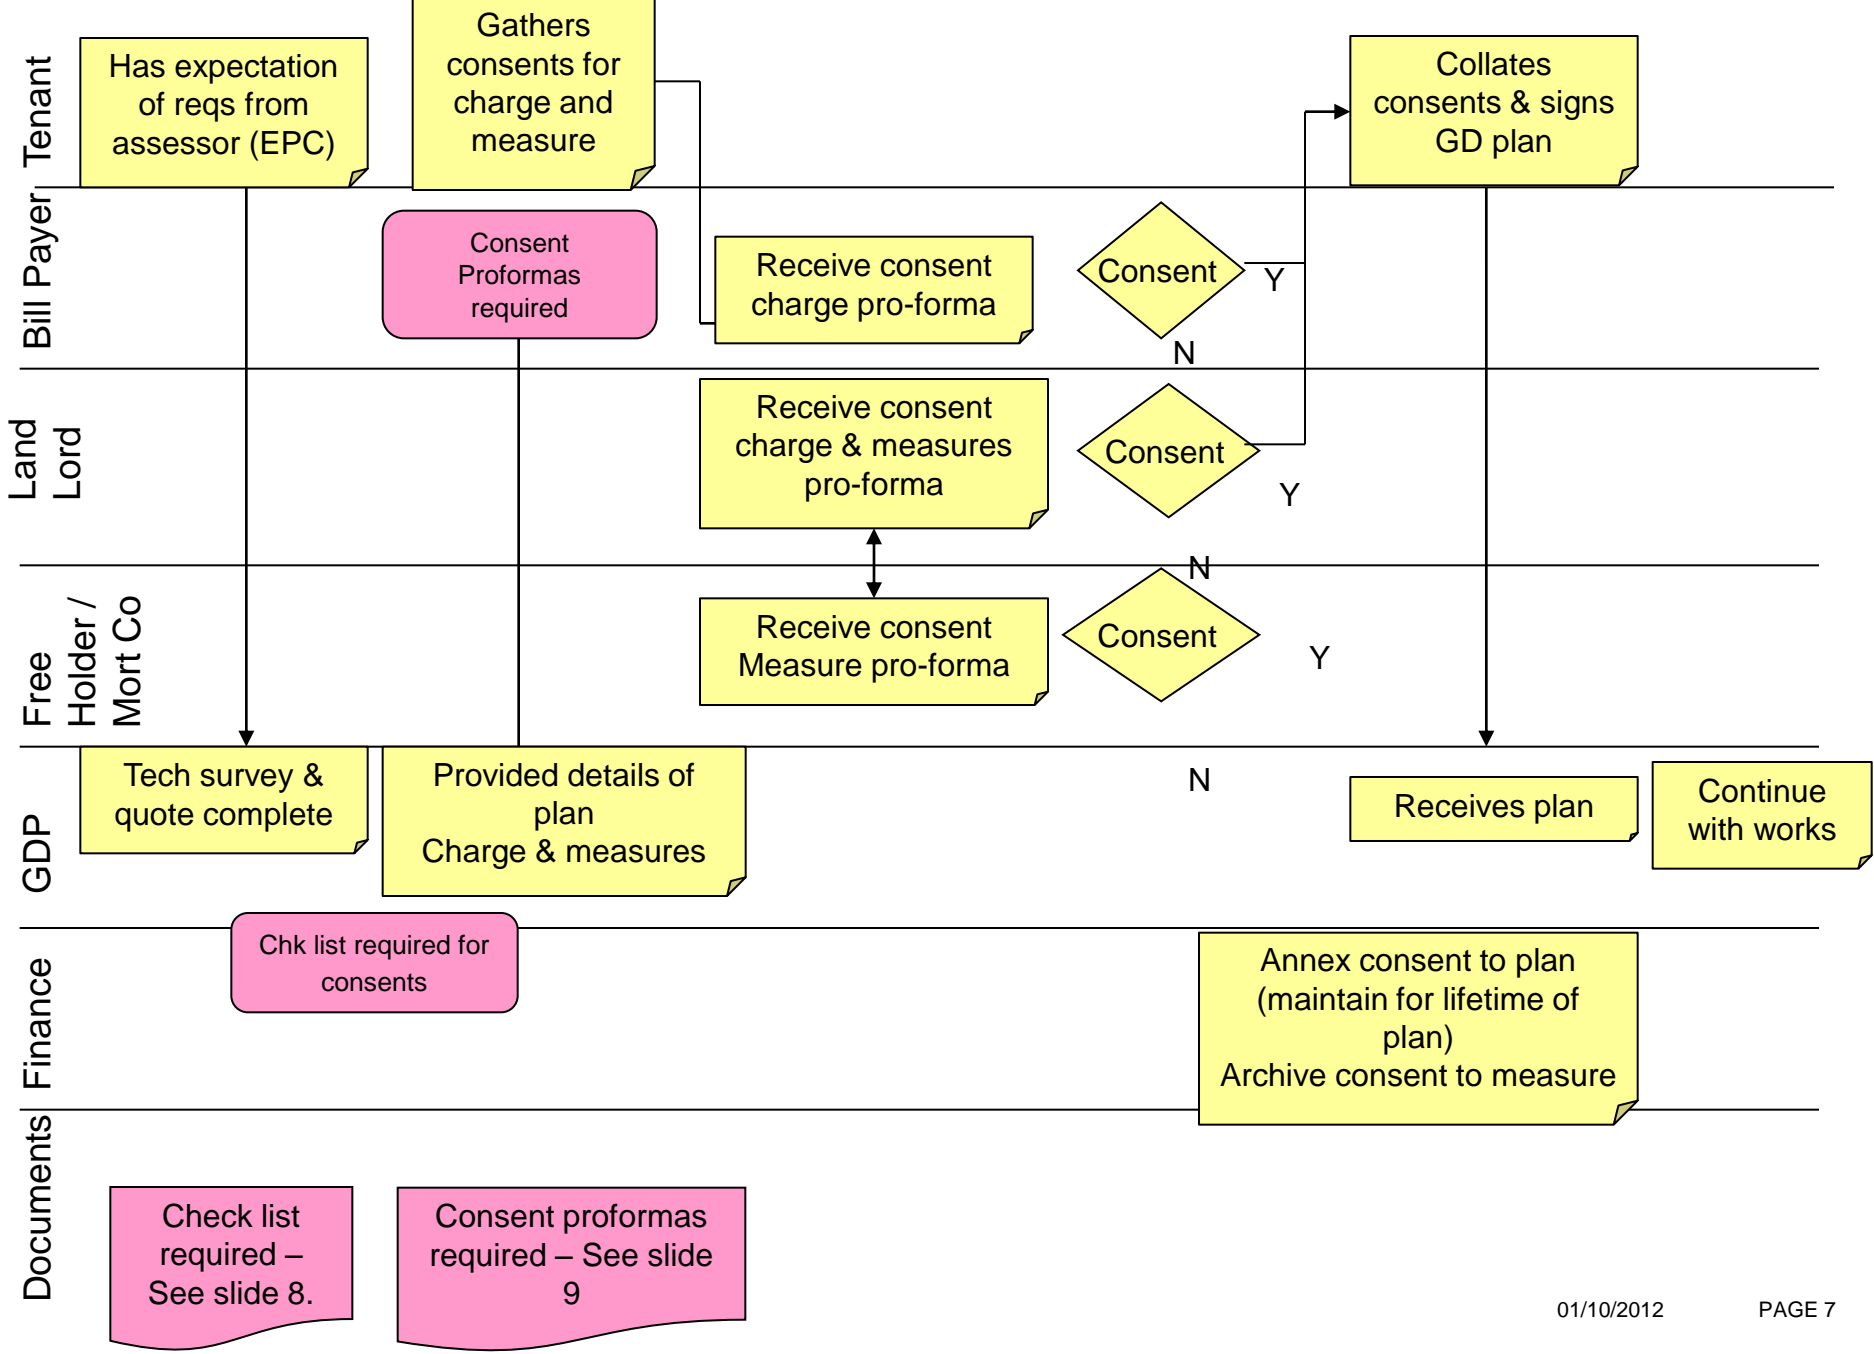 Tenant
Has expectation
of reqs from
assessor (EPC)
Gathers
consents for
charge and
measure
Collates
consents & signs
GD plan
Bill Payer
Consent
Proformas
required
Receive consent
charge pro-forma
Consent
Y
N
Land
Lord
Receive consent
charge & measures
pro-forma
Consent
Y
N
Free
Holder /
Mort Co
Receive consent
Measure pro-forma
Consent
Y
N
GDP
Tech survey &
quote complete
Provided details of
plan
Charge & measures
Receives plan
Continue
with works
Finance
Chk list required for
consents
Annex consent to plan
(maintain for lifetime of
plan)
Archive consent to measure
Documents
Check list
required –
See slide 8.
Consent proformas
required – See slide
9
01/10/2012
PAGE 7